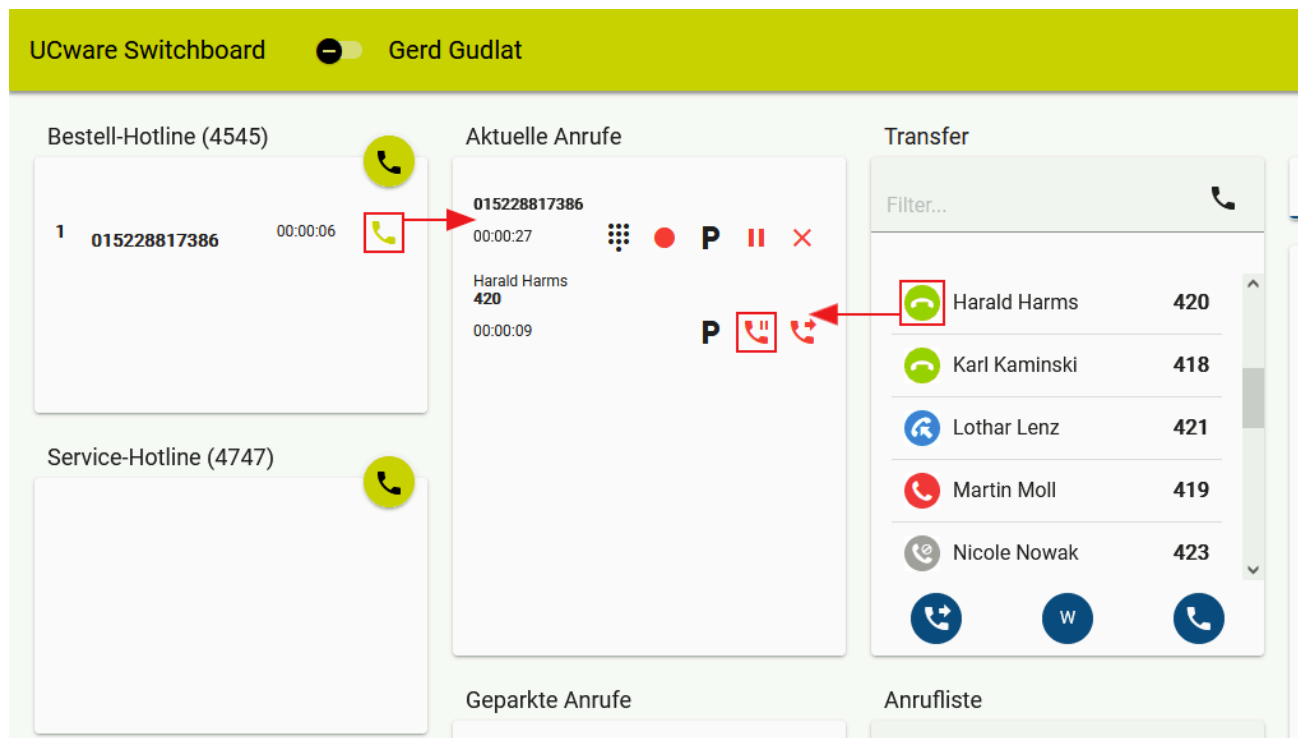 UCware Switchboard Gerd Gudlat
Bestell-Hotline (4545)
1 015228817386 00:00:06
Service-Hotline (4747)
Aktuelle Anrufe
015228817386
00:00:27 P
Harald Harms
420
00:00:09 P
Geparkte Anrufe
Transfer
Filter...
Harald Harms 420
Karl Kaminski 418
Lothar Lenz 421
Martin Moll 419
Nicole Nowak 423
W
Anrufliste